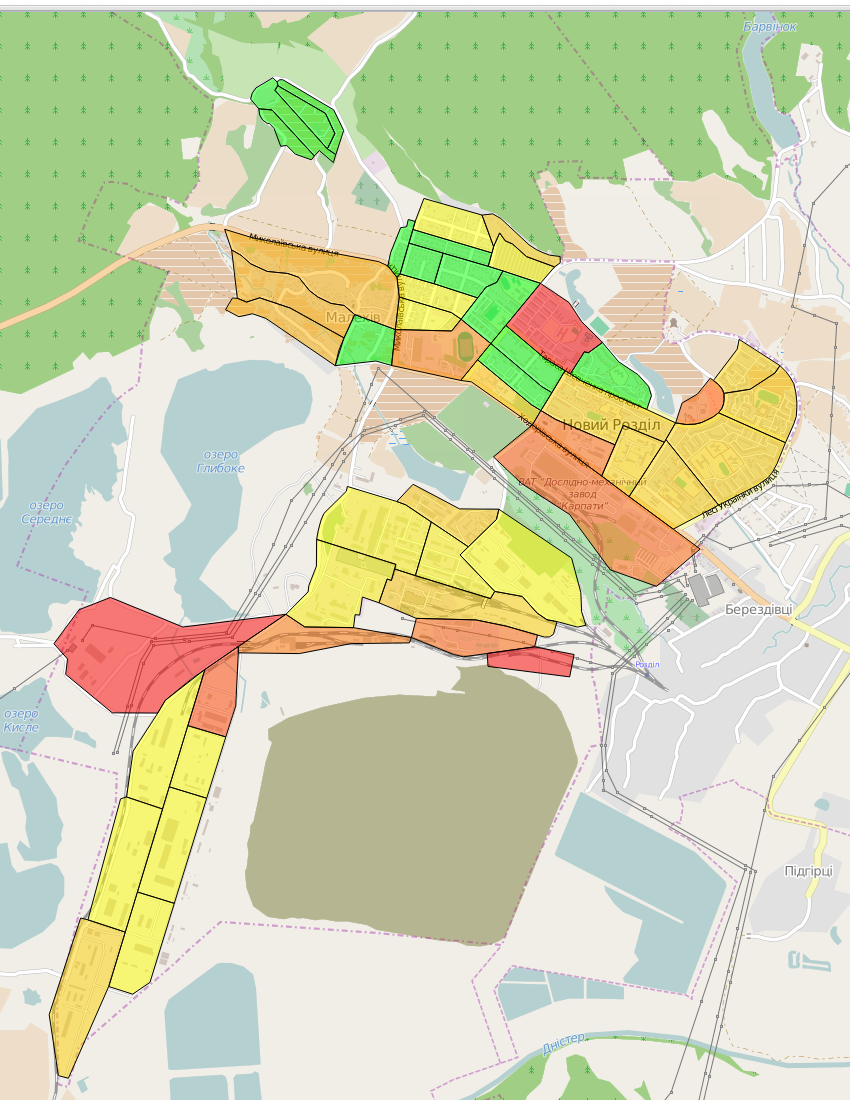 Барвінок
Миколаївська вулиця
Малехів
Новий Розділ
озеро
Глибоке
озеро
Середнє
ВАТ "Дослідно-механічний
завод
"Карпати"
Лесі Українки вулиця
Берездівці
Розділ
озеро
Кисле
Підгірці
Дністер